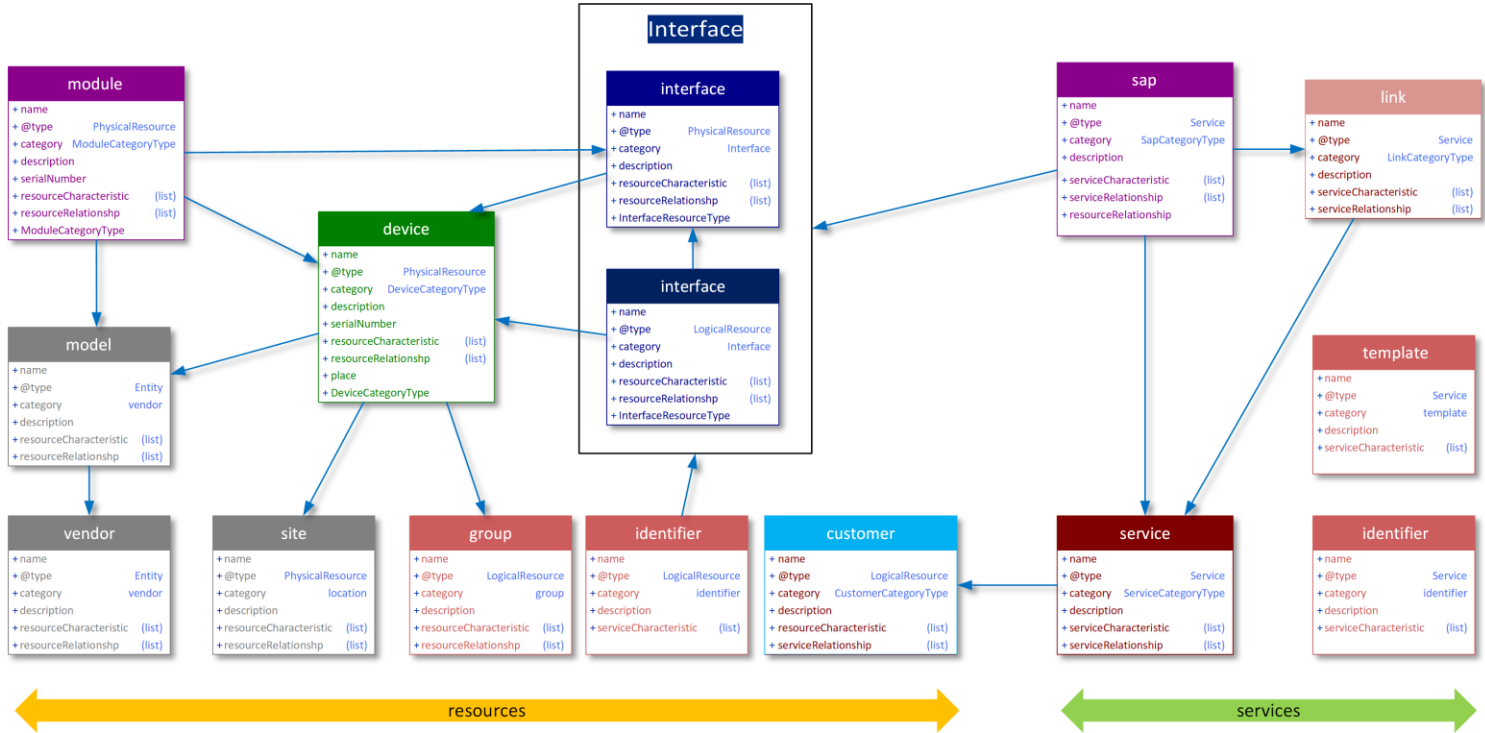 Interface
module
+ name
+ @type PhysicalResource
+ category ModuleCategoryType
+ description
+ serialNumber
+ resourceCharacteristic (list)
+ resourceRelationshp (list)
+ ModuleCategoryType
interface
+ name
+ @type PhysicalResource
+ category Interface
+ description
+ resourceCharacteristic (list)
+ resourceRelationshp (list)
+ InterfaceResourceType
sap
+ name
+ @type Service
+ category SapCategoryType
+ description
+ serviceCharacteristic (list)
+ serviceRelationship (list)
+ resourceRelationship
link
+ name
+ @type Service
+ category LinkCategoryType
+ description
+ serviceCharacteristic (list)
+ serviceRelationship (list)
device
+ name
+ @type PhysicalResource
+ category DeviceCategoryType
+ description
+ serialNumber
+ resourceCharacteristic (list)
+ resourceRelationshp (list)
+ place
+ DeviceCategoryType
interface
+ name
+ @type LogicalResource
+ category Interface
+ description
+ resourceCharacteristic (list)
+ resourceRelationshp (list)
+ InterfaceResourceType
model
+ name
+ @type Entity
+ category vendor
+ description
+ resourceCharacteristic (list)
+ resourceRelationshp (list)
template
+ name
+ @type Service
+ category template
+ description
+ serviceCharacteristic (list)
vendor
+ name
+ @type Entity
+ category vendor
+ description
+ resourceCharacteristic (list)
+ resourceRelationshp (list)
site
+ name
+ @type PhysicalResource
+ category location
+ description
+ resourceCharacteristic (list)
+ resourceRelationshp (list)
group
+ name
+ @type LogicalResource
+ category group
+ description
+ resourceCharacteristic (list)
+ resourceRelationshp (list)
identifier
+ name
+ @type LogicalResource
+ category identifier
+ description
+ serviceCharacteristic (list)
customer
+ name
+ @type LogicalResource
+ category CustomerCategoryType
+ description
+ resourceCharacteristic (list)
+ serviceRelationship (list)
service
+ name
+ @type Service
+ category ServiceCategoryType
+ description
+ serviceCharacteristic (list)
+ serviceRelationship (list)
identifier
+ name
+ @type Service
+ category identifier
+ description
+ serviceCharacteristic (list)
resources
services